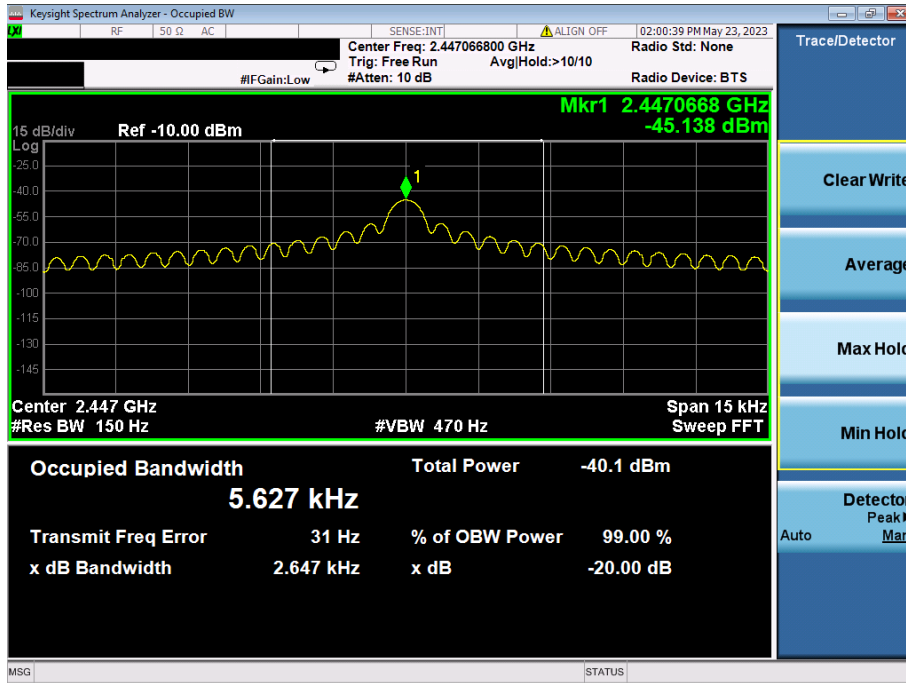 Keysight Spectrum Analyzer - Occupied BW
LXI RF 50 Ω AC SENSE:INT ALIGN OFF 02:00:39 PM May 23, 2023
Center Freq: 2.447066800 GHz Radio Std: None
Trig: Free Run Avg|Hold:>10/10
#IFGain:Low #Atten: 10 dB Radio Device: BTS
Mkr1 2.4470668 GHz
-45.138 dBm
15 dB/div Ref -10.00 dBm
Log
-25.0
1
-40.0
-55.0
-70.0
-85.0
-100
-115
-130
-145
Center 2.447 GHz Span 15 kHz
#Res BW 150 Hz #VBW 470 Hz Sweep FFT
Occupied Bandwidth Total Power -40.1 dBm
5.627 kHz
Transmit Freq Error 31 Hz % of OBW Power 99.00 %
x dB Bandwidth 2.647 kHz x dB -20.00 dB
MSG STATUS
Trace/Detector
Clear Write
Average
Max Hold
Min Hold
Detector
Peak
Auto Man